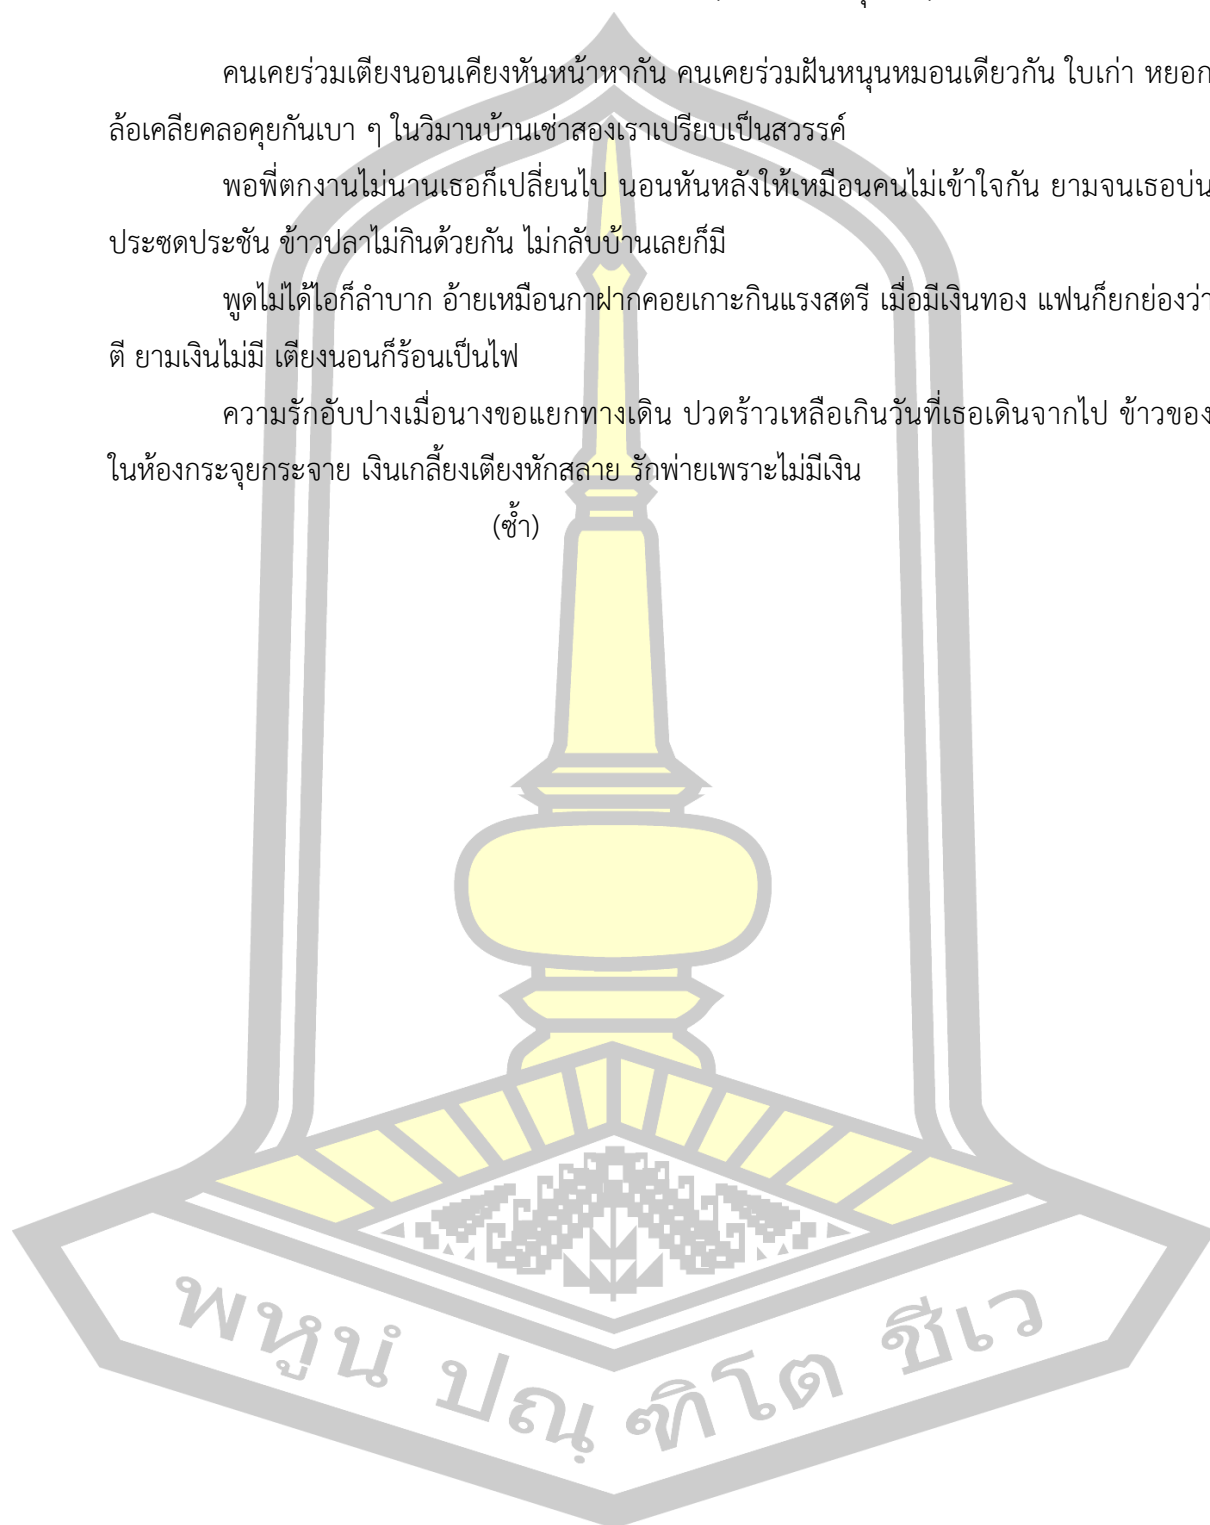 คนเคยร่วมเตียงนอนเคียงหันหน้าหากัน คนเคยร่วมฝันหนุนหมอนเดียวกัน ใบเก่า หยอก
ล้อเคลียคลอคุยกันเบา ๆ ในวิมานบ้านเช่าสองเราเปรียบเป็นสวรรค์
พอพี่ตกงานไม่นานเธอก็เปลี่ยนไป นอนหันหลังให้เหมือนคนไม่เข้าใจกัน ยามจนเธอบ่น
ประชดประชัน ข้าวปลาไม่กินด้วยกัน ไม่กลับบ้านเลยก็มี
พูดไม่ได้ไอก็ลำบาก อ้ายเหมือนกาฝากคอยเกาะกินแรงสตรี เมื่อมีเงินทอง แฟนก็ยกย่องว่า
ดี ยามเงินไม่มี เตียงนอนก็ร้อนเป็นไฟ
ความรักอับปางเมื่อนางขอแยกทางเดิน ปวดร้าวเหลือเกินวันที่เธอเดินจากไป ข้าวของ
ในห้องกระจุยกระจาย เงินเกลี้ยงเตียงหักสลาย รักพ่ายเพราะไม่มีเงิน
(ซ้ำ)
พหูนํ ปณฺฑิโต ชีเว